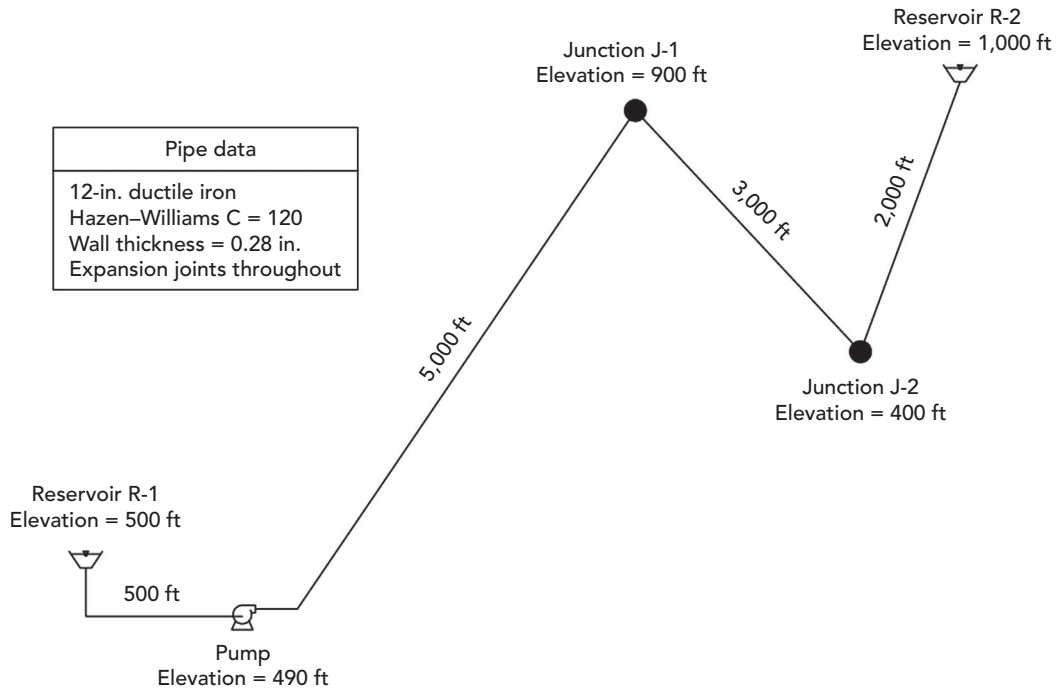 Reservoir R-2
Elevation = 1,000 ft
Junction J-1
Elevation = 900 ft
Pipe data
12-in. ductile iron
Hazen–Williams C = 120
Wall thickness = 0.28 in.
Expansion joints throughout
3,000 ft
2,000 ft
5,000 ft
Junction J-2
Elevation = 400 ft
Reservoir R-1
Elevation = 500 ft
500 ft
Pump
Elevation = 490 ft